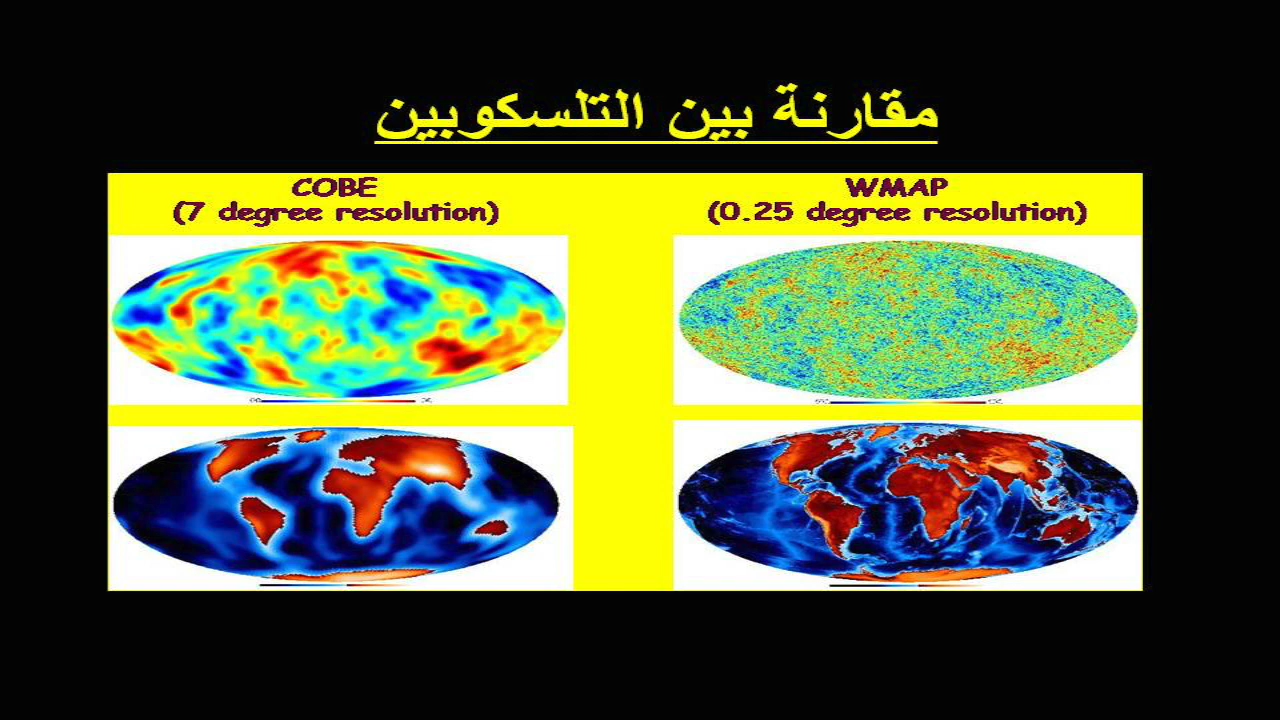 مقارنة بين التلسكوبين
COBE
(7 degree resolution)
WMAP
(0.25 degree resolution)